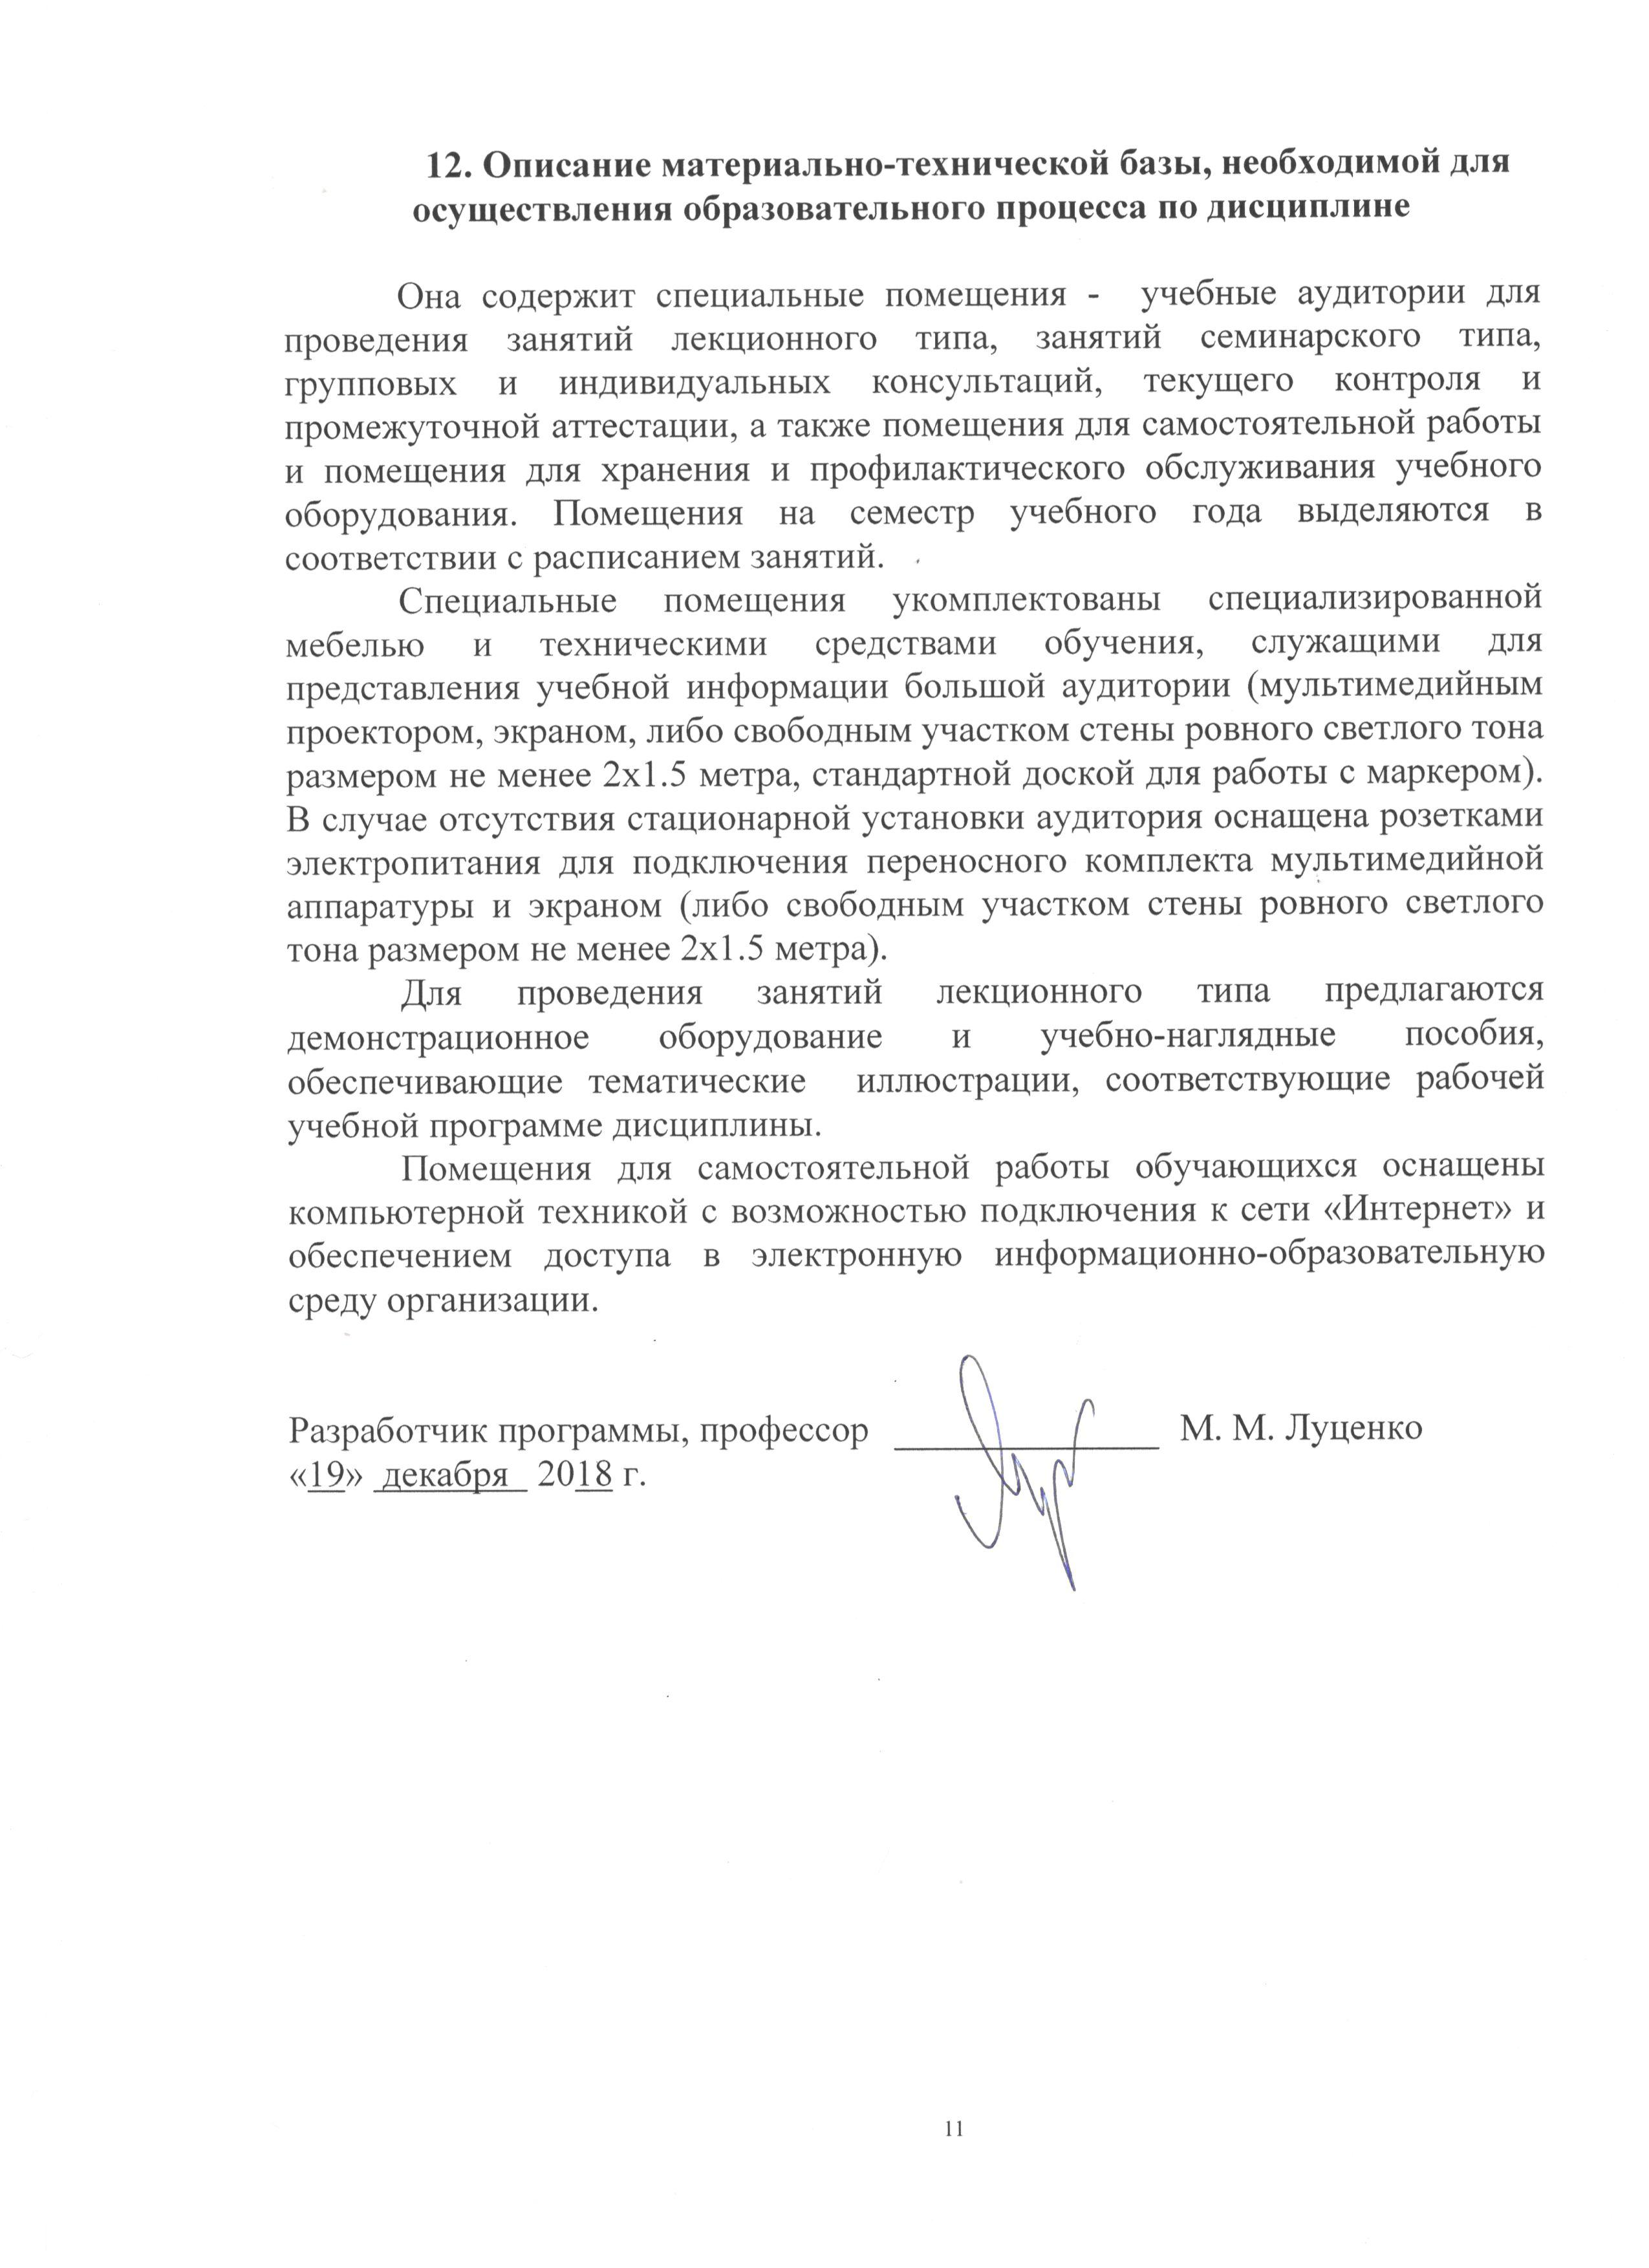 12. Описание материально-технической базы, необходимой для
осуществления образовательного процесса по дисциплине
Она содержит специальные помещения - учебные аудитории для
проведения занятий лекционного типа, занятий семинарского типа,
групповых и индивидуальных консультаций, текущего контроля и
промежуточной аттестации, а также помещения для самостоятельной работы
и помещения для хранения и профилактического обслуживания учебного
оборудования. Помещения на семестр учебного года выделяются в
соответствии с расписанием занятий.
Специальные помещения укомплектованы специализированной
мебелью и техническими средствами обучения, служащими для
представления учебной информации большой аудитории (мультимедийным
проектором, экраном, либо свободным участком стены ровного светлого тона
размером не менее 2х1.5 метра, стандартной доской для работы с маркером).
В случае отсутствия стационарной установки аудитория оснащена розетками
электропитания для подключения переносного комплекта мультимедийной
аппаратуры и экраном (либо свободным участком стены ровного светлого
тона размером не менее 2х1.5 метра).
Для проведения занятий лекционного типа предлагаются
демонстрационное оборудование и учебно-наглядные пособия,
обеспечивающие тематические иллюстрации, соответствующие рабочей
учебной программе дисциплины.
Помещения для самостоятельной работы обучающихся оснащены
компьютерной техникой с возможностью подключения к сети «Интернет» и
обеспечением доступа в электронную информационно-образовательную
среду организации.
Разработчик программы, профессор М. М. Луценко
«19» декабря 2018 г.
11